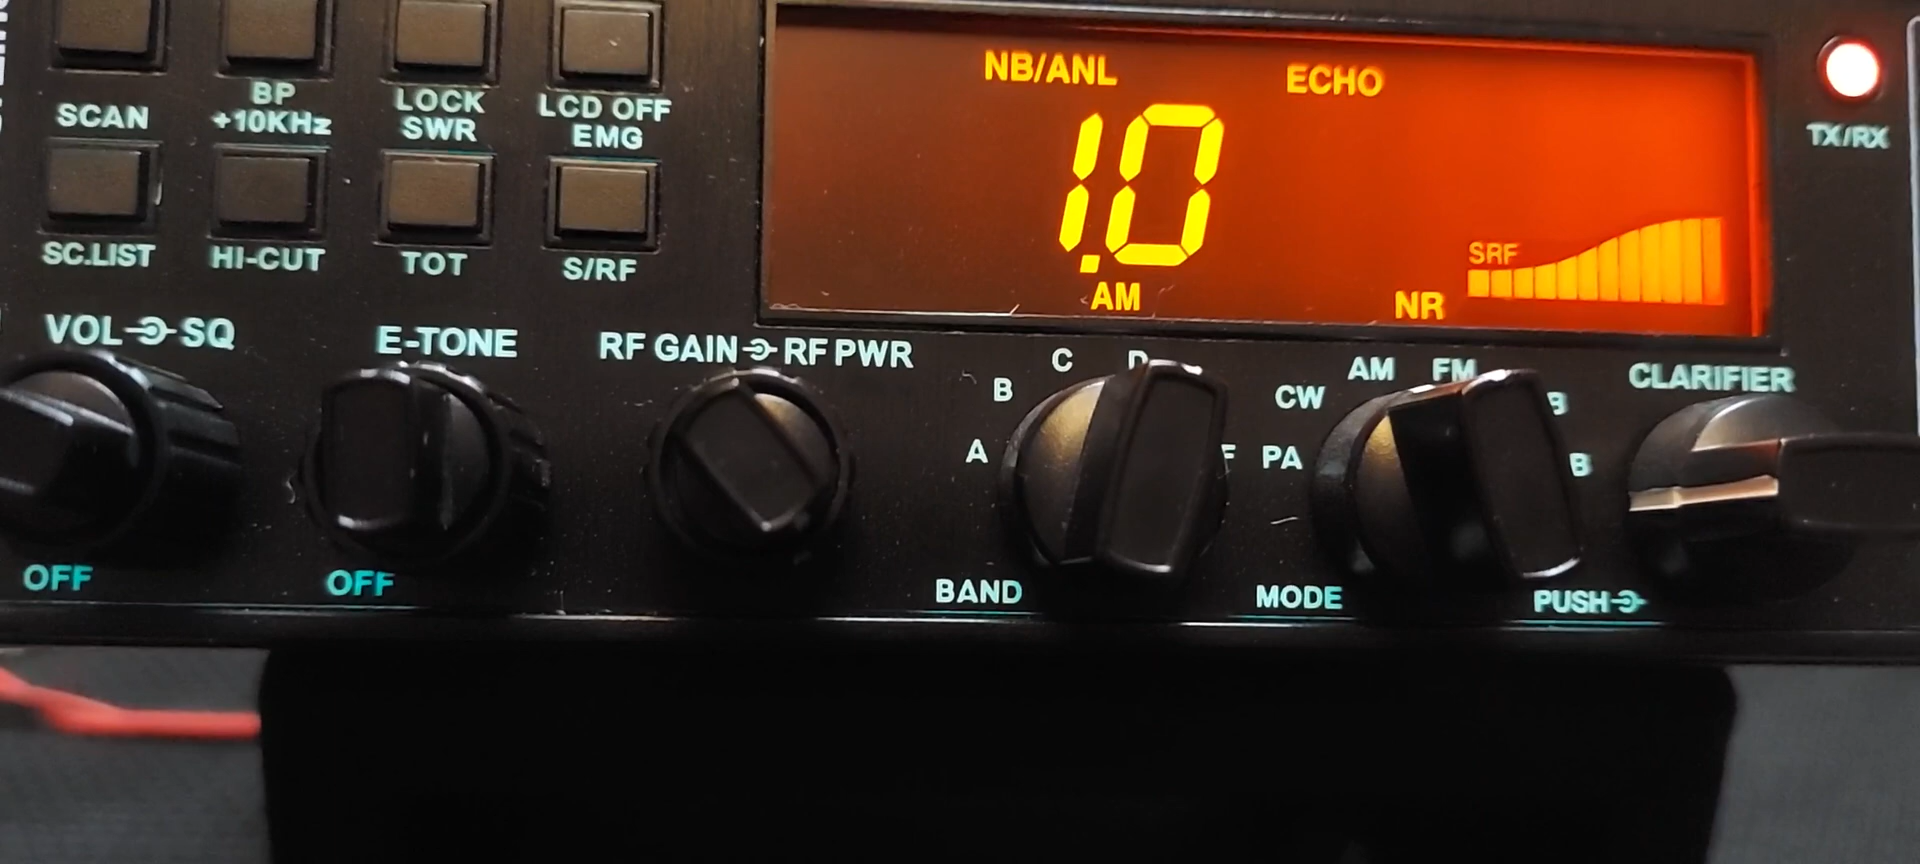 NB/ANL ECHO
1.0
AM
NR
SRF
TX/RX
SCAN
BP
+10KHz
LOCK
SWR
LCD OFF
EMG
SC.LIST
HI-CUT
TOT
S/RF
VOL SQ
E-TONE
RF GAIN RF PWR
A
B
C
D
F
BAND
PA
CW
AM
FM
B
B
MODE
CLARIFIER
PUSH
OFF
OFF